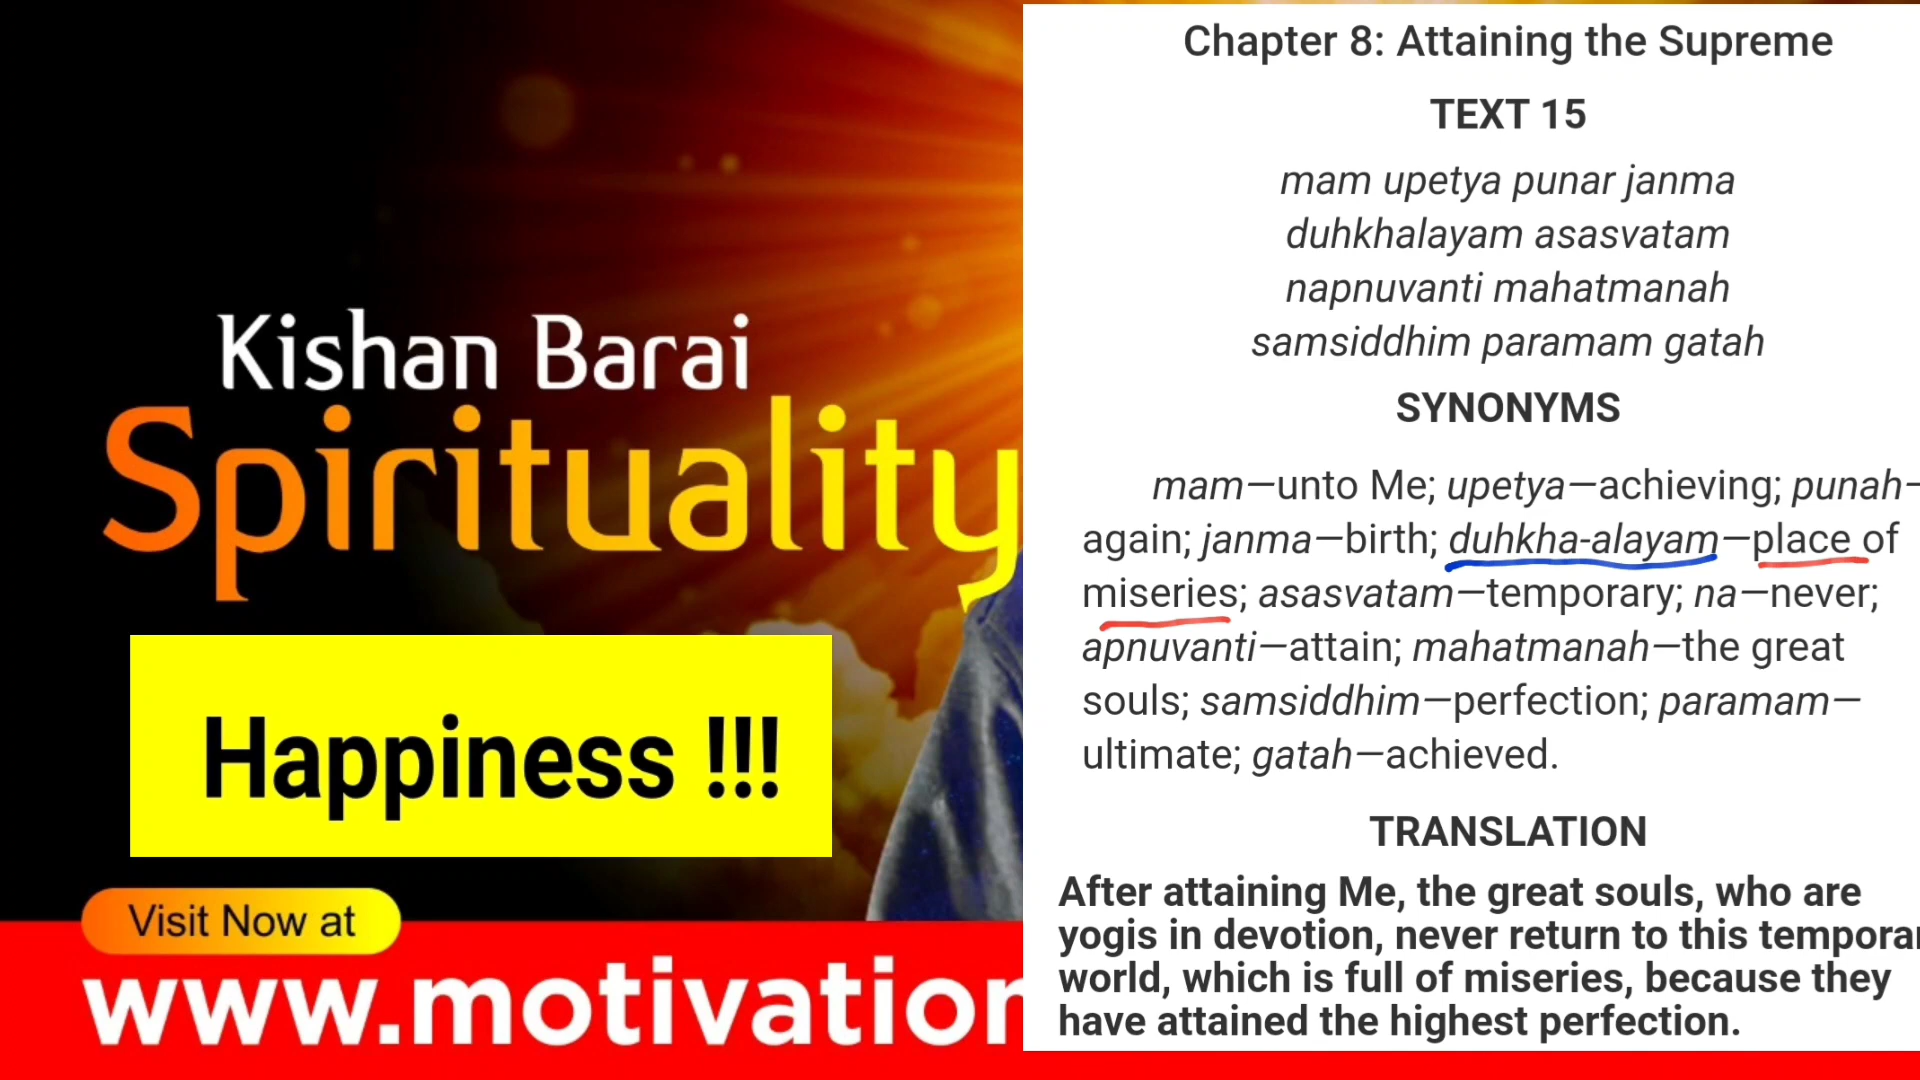 Kishan Barai
Spirituality
Happiness !!!
Visit Now at
www.motivation
Chapter 8: Attaining the Supreme
TEXT 15
mam upetya punar janma
duhkhalayam asasvatam
napnuvanti mahatmanah
samsiddhim paramam gatah
SYNONYMS
mam—unto Me; upetya—achieving; punah—
again; janma—birth; duhkha-alayam—place of
miseries; asasvatam—temporary; na—never;
apnuvanti—attain; mahatmanah—the great
souls; samsiddhim—perfection; paramam—
ultimate; gatah—achieved.
TRANSLATION
After attaining Me, the great souls, who are
yogis in devotion, never return to this
world, which is full of miseries, because they
have attained the highest perfection.